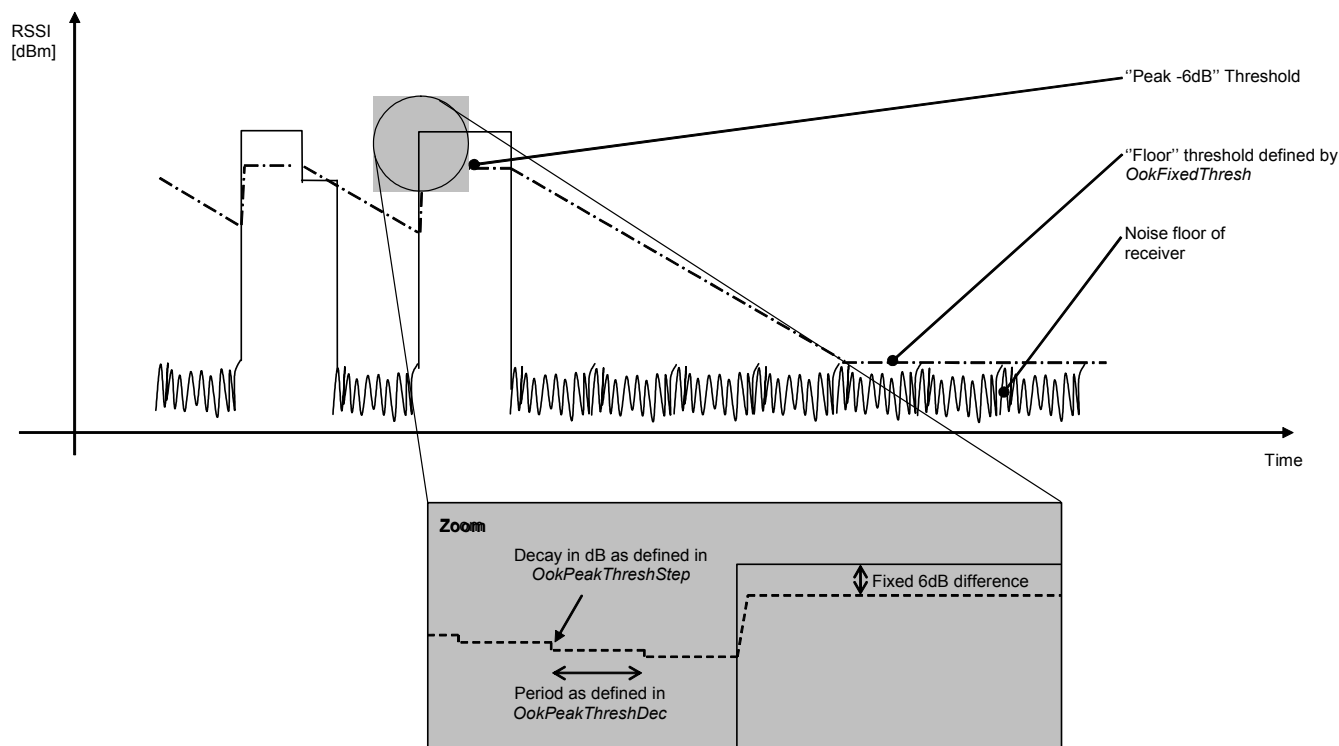 RSSI
[dBm]
‘’Peak -6dB’’ Threshold
‘’Floor’’ threshold defined by
OokFixedThresh
Noise floor of
receiver
Time
Zoom
Decay in dB as defined in
OokPeakThreshStep
Fixed 6dB difference
Period as defined in
OokPeakThreshDec